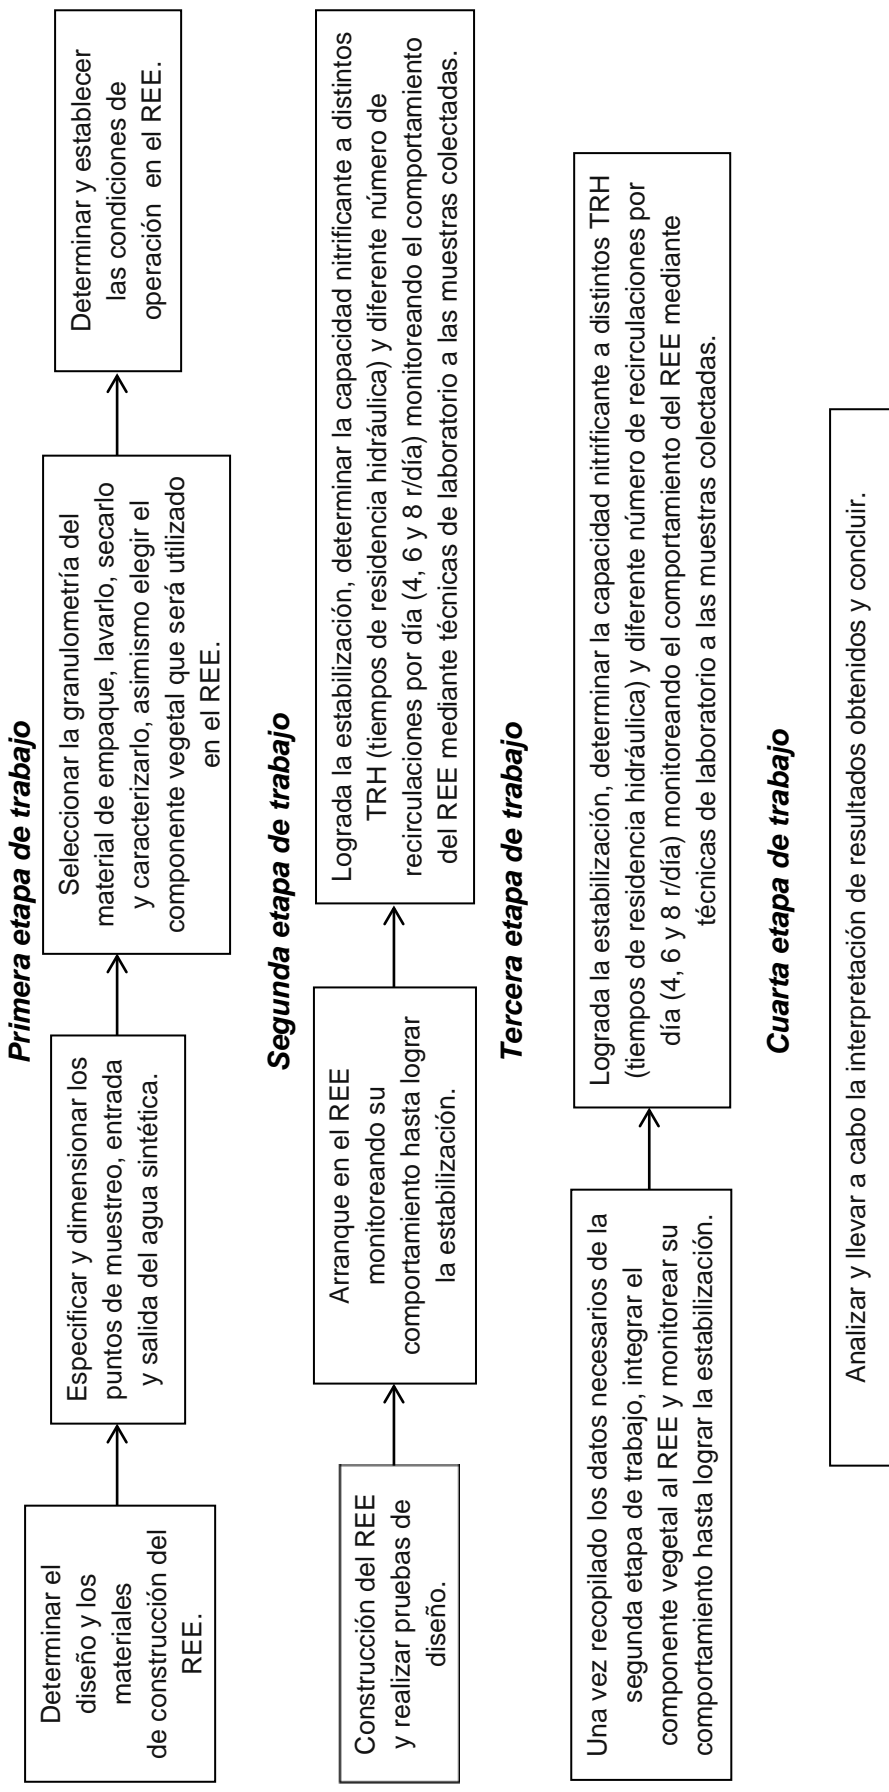 Primera etapa de trabajo
Determinar el
diseño y los
materiales
de construcción del
REE.
Especificar y dimensionar los
puntos de muestreo, entrada
y salida del agua sintética.
Seleccionar la granulometría del
material de empaque, lavarlo, secarlo
y caracterizarlo, asimismo elegir el
componente vegetal que será utilizado
en el REE.
Determinar y establecer
las condiciones de
operación en el REE.
Segunda etapa de trabajo
Construcción del REE
y realizar pruebas de
diseño.
Arranque en el REE
monitoreando su
comportamiento hasta lograr
la estabilización.
Lograda la estabilización, determinar la capacidad nitrificante a distintos
TRH (tiempos de residencia hidráulica) y diferente número de
recirculaciones por día (4, 6 y 8 r/día) monitoreando el comportamiento
del REE mediante técnicas de laboratorio a las muestras colectadas.
Tercera etapa de trabajo
Una vez recopilado los datos necesarios de la
segunda etapa de trabajo, integrar el
componente vegetal al REE y monitorear su
comportamiento hasta lograr la estabilización.
Lograda la estabilización, determinar la capacidad nitrificante a distintos TRH
(tiempos de residencia hidráulica) y diferente número de recirculaciones por
día (4, 6 y 8 r/día) monitoreando el comportamiento del REE mediante
técnicas de laboratorio a las muestras colectadas.
Cuarta etapa de trabajo
Analizar y llevar a cabo la interpretación de resultados obtenidos y concluir.